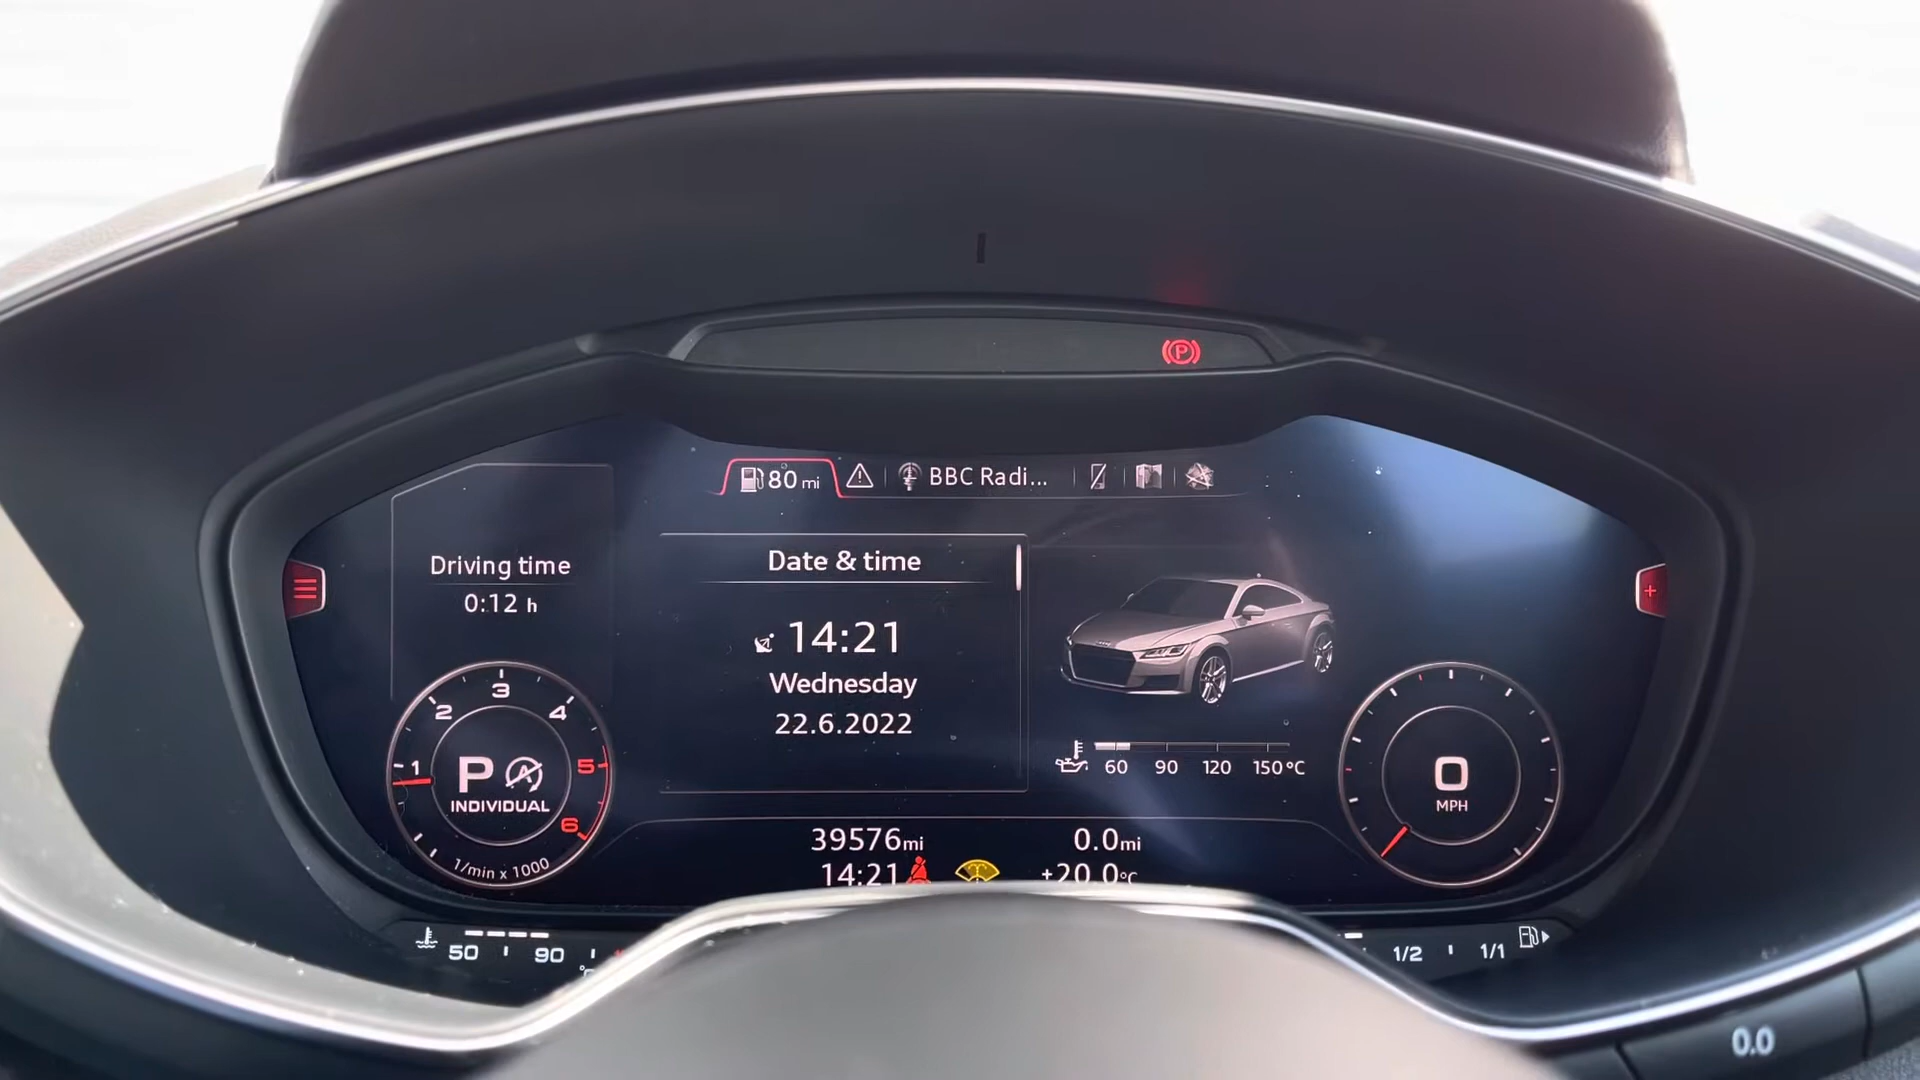 80 mi
BBC Radi...
Driving time
0:12 h
Date & time
14:21
Wednesday
22.6.2022
1 2 3 4 5 6
P
INDIVIDUAL
1/min x 1000
60 90 120 150°C
0
MPH
39576mi
0.0mi
14:21
+20.0°C
50 90
1/2 1/1
0.0